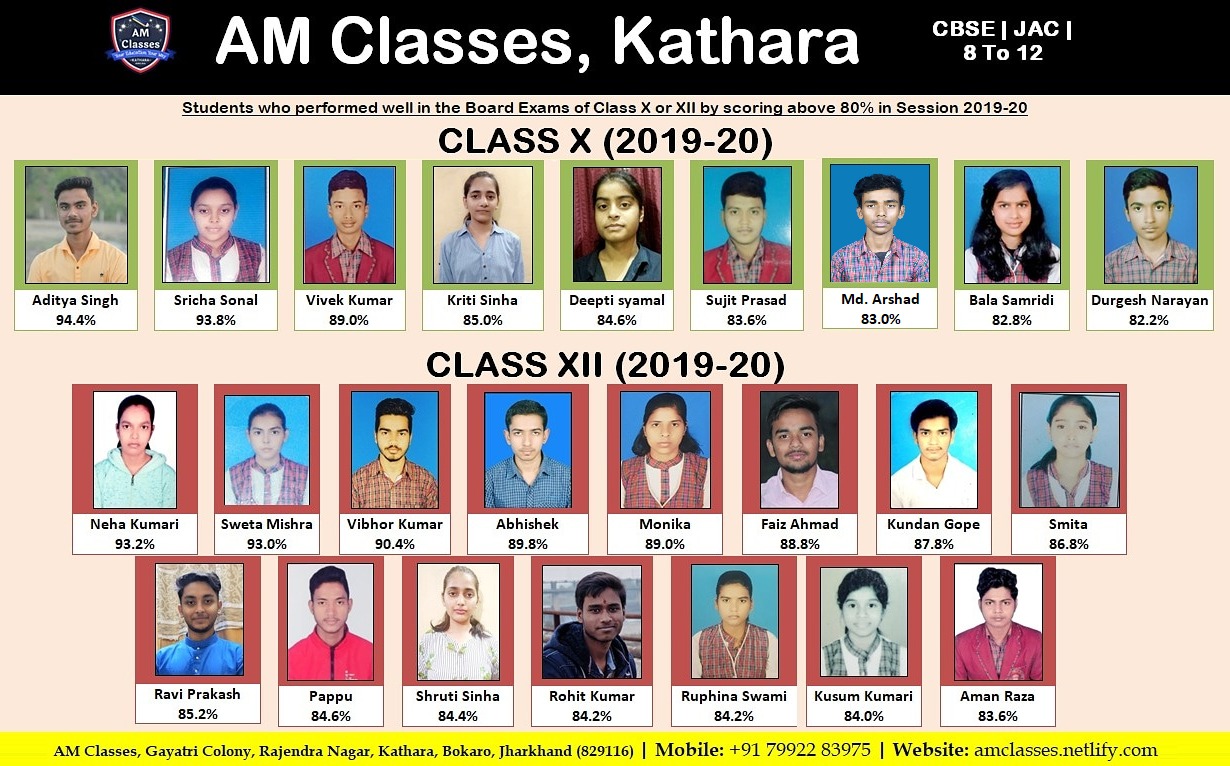 AM
Classes
KATHARA
AM Classes, Kathara
CBSE | JAC |
8 To 12
Students who performed well in the Board Exams of Class X or XII by scoring above 80% in Session 2019-20
CLASS X (2019-20)
Aditya Singh Sricha Sonal Vivek Kumar Kriti Sinha Deepti syamal Sujit Prasad Md. Arshad Bala Samridi Durgesh Narayan
94.4% 93.8% 89.0% 85.0% 84.6% 83.6% 83.0% 82.8% 82.2%
CLASS XII (2019-20)
Neha Kumari Sweta Mishra Vibhor Kumar Abhishek Monika Faiz Ahmad Kundan Gope Smita
93.2% 93.0% 90.4% 89.8% 89.0% 88.8% 87.8% 86.8%
Ravi Prakash Pappu Shruti Sinha Rohit Kumar Ruphina Swami Kusum Kumari Aman Raza
85.2% 84.6% 84.4% 84.2% 84.2% 84.0% 83.6%
AM Classes, Gayatri Colony, Rajendra Nagar, Kathara, Bokaro, Jharkhand (829116) | Mobile: +91 79922 83975 | Website: amclasses.netlify.com